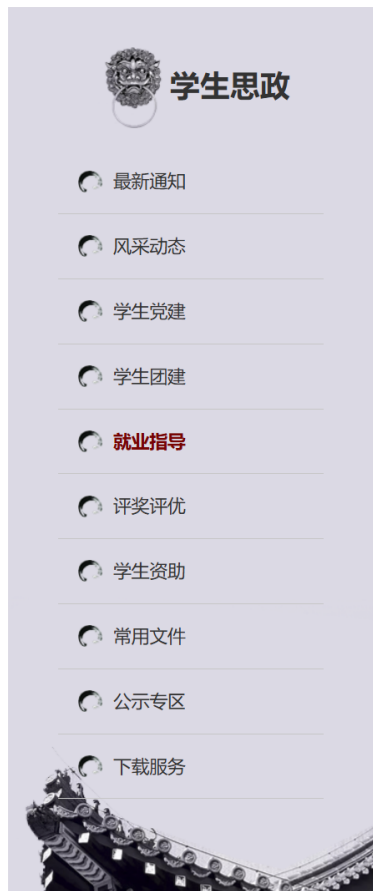 学生思政
最新通知
风采动态
学生党建
学生团建
就业指导
评奖评优
学生资助
常用文件
公示专区
下载服务